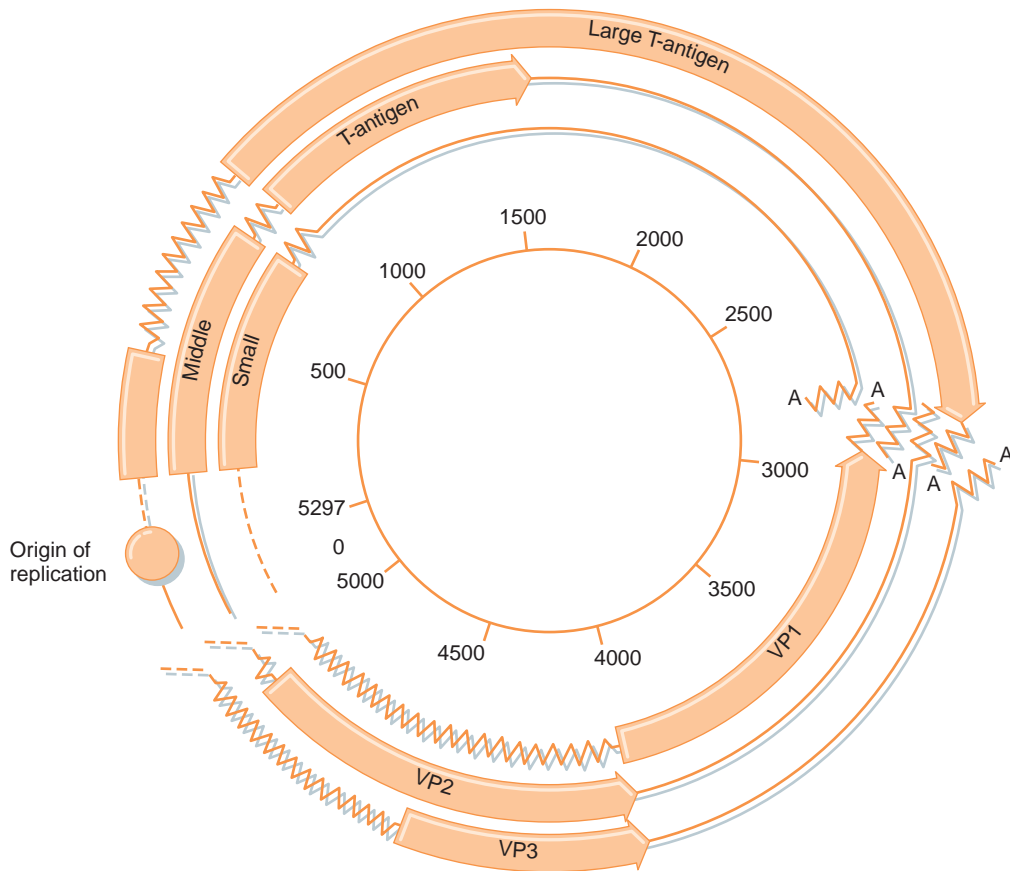 Large T-antigen
T-antigen
Middle
Small
1500
2000
1000
2500
500
A
A
3000
A
A
A
5297
0
Origin of
replication
5000
3500
4500
4000
VP1
VP2
VP3